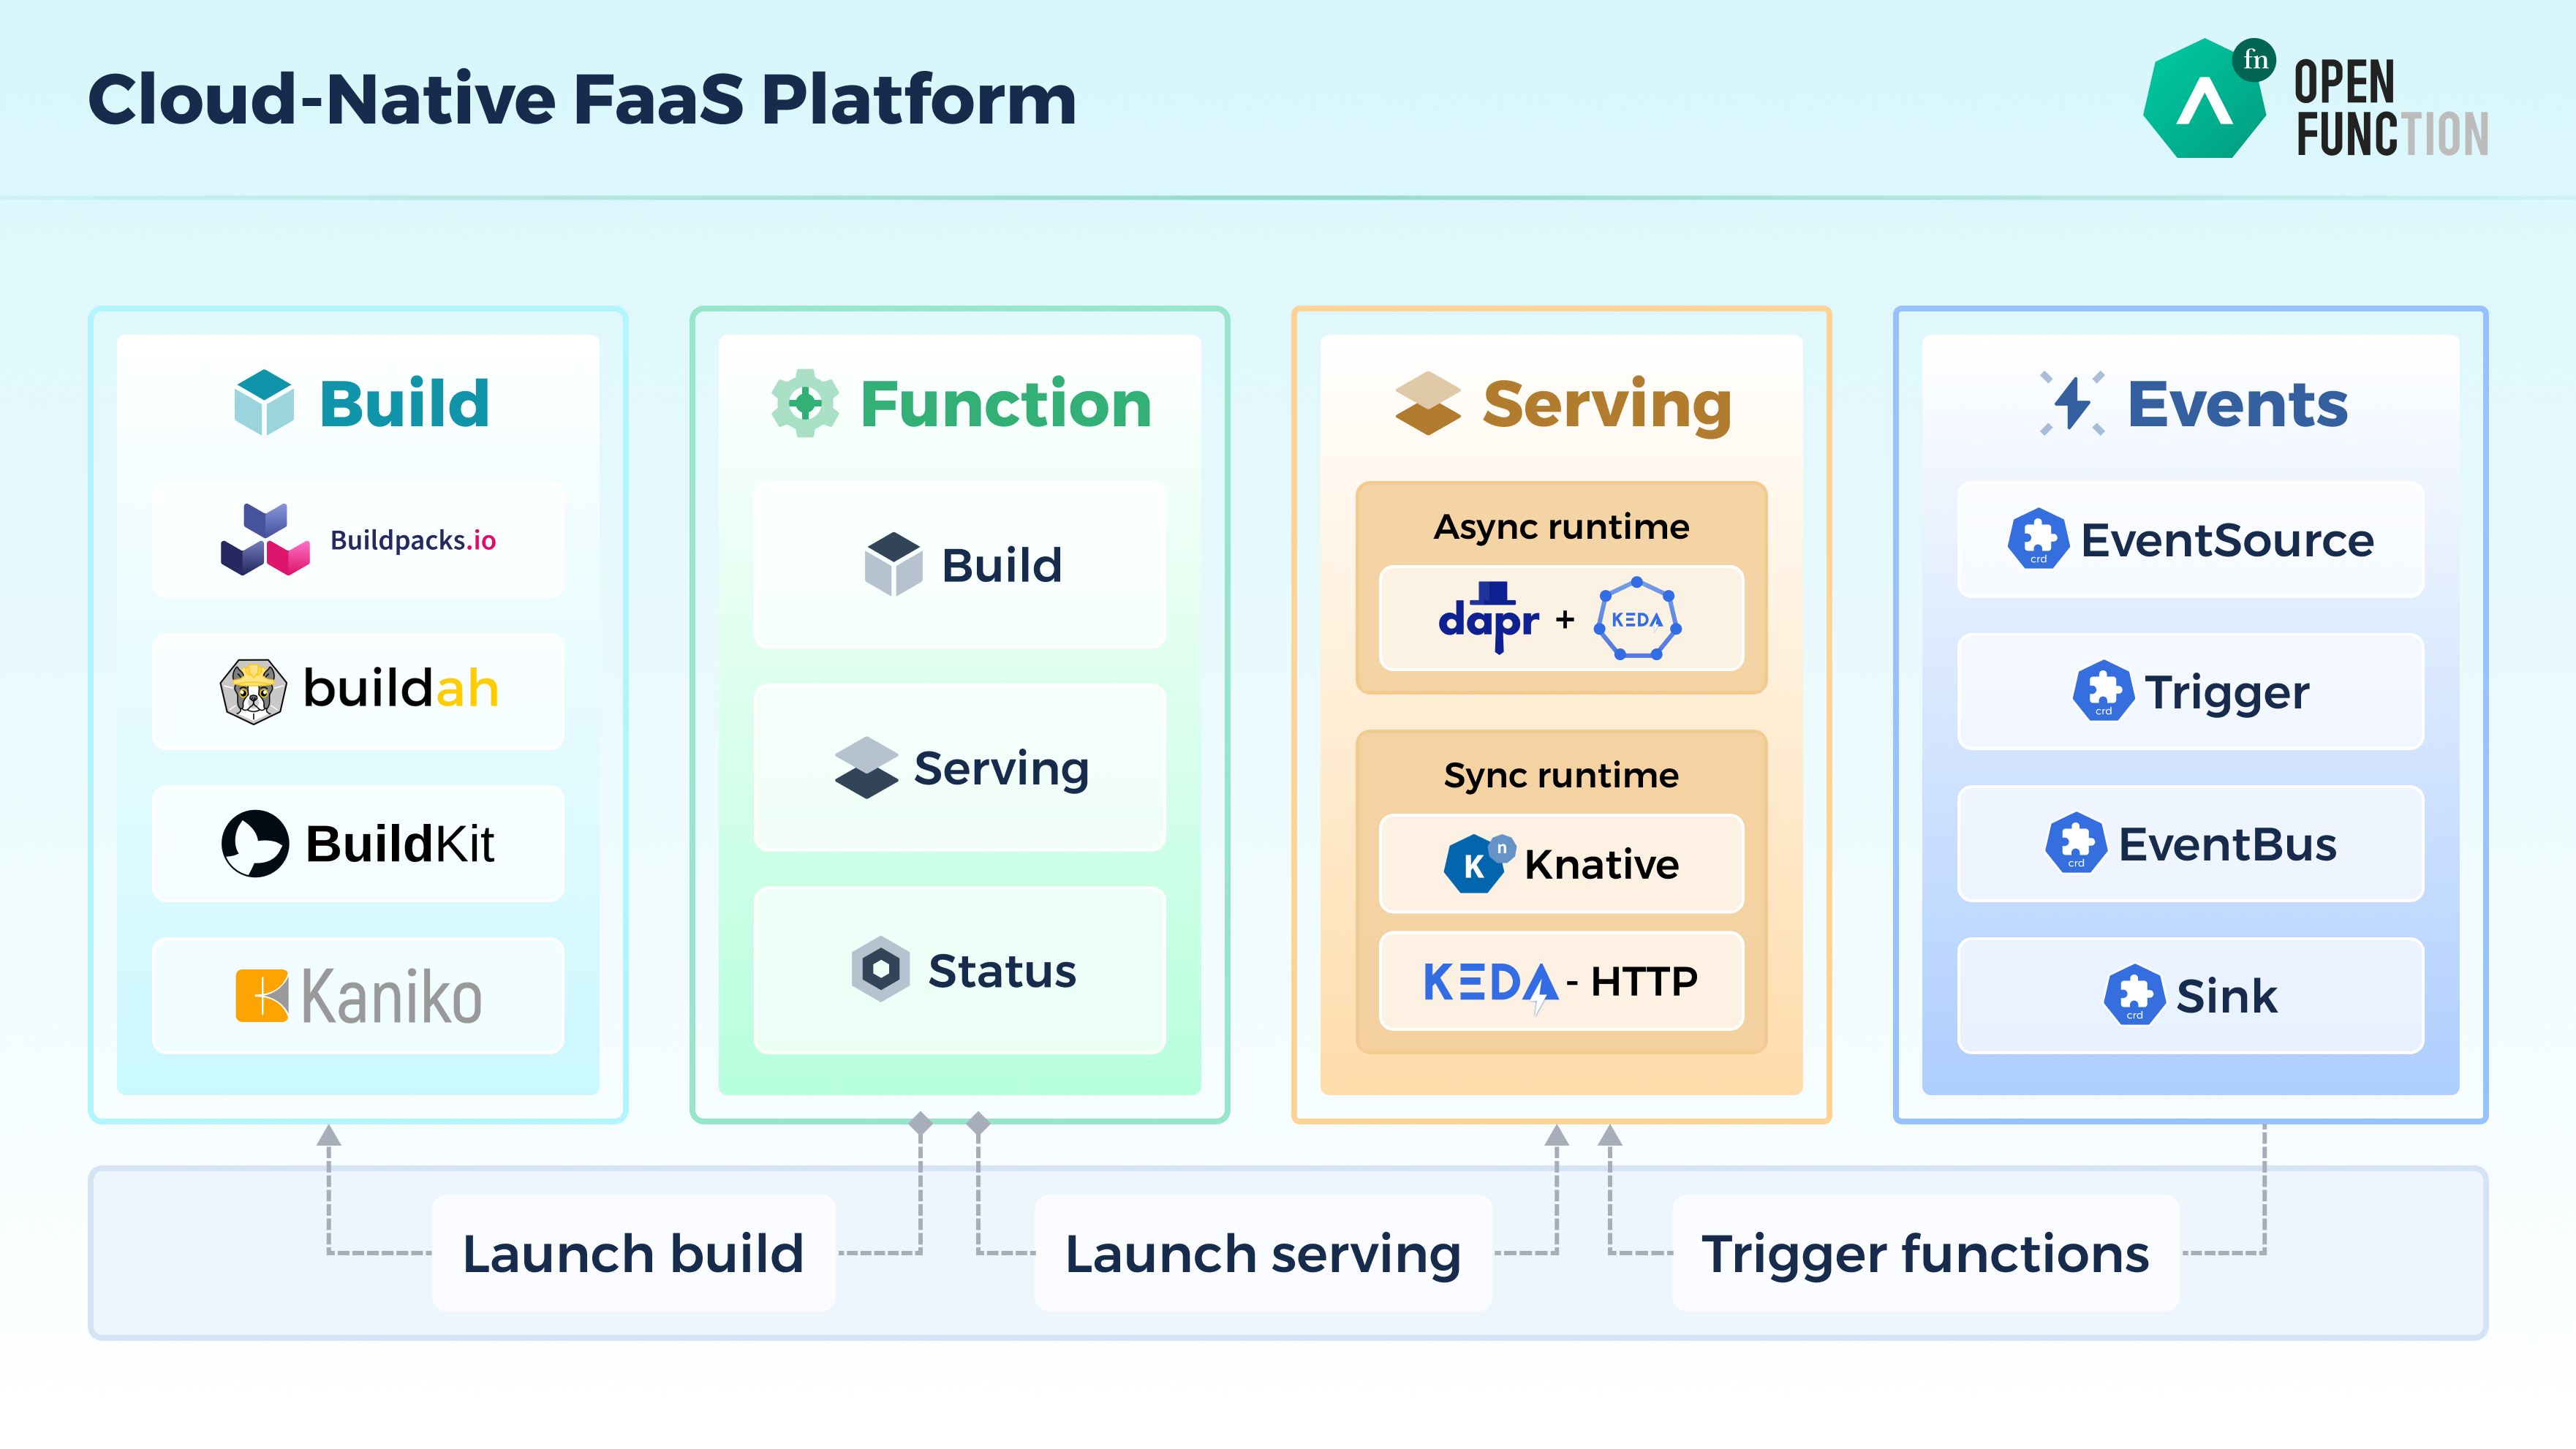 Cloud-Native FaaS Platform
fn
OPEN
FUNCTION
Build
Buildpacks.io
buildah
BuildKit
Kaniko
Function
Build
Serving
Status
Serving
Async runtime
dapr + KEDA
Sync runtime
K n Knative
KEDA - HTTP
Events
crd EventSource
crd Trigger
crd EventBus
crd Sink
Launch build
Launch serving
Trigger functions